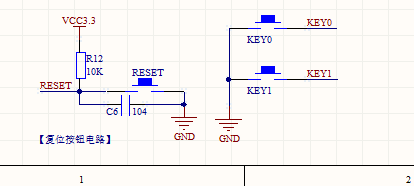 VCC3.3
R12
10K
RESET
RESET
C6
104
GND
【复位按钮电路】
KEY0
KEY0
KEY1
KEY1
GND
1
2